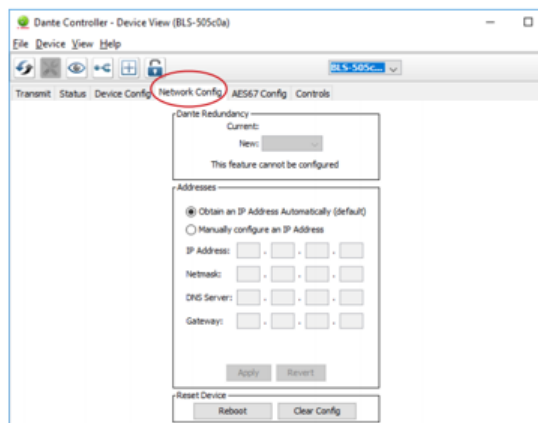 Dante Controller - Device View (BLS-505c0a)
File Device View Help
BLS-505c...
Transmit Status Device Config Network Config AES67 Config Controls
Dante Redundancy
Current:
New:
This feature cannot be configured
Addresses
Obtain an IP Address Automatically (default)
Manually configure an IP Address
IP Address: . . .
Netmask: . . .
DNS Server: . . .
Gateway: . . .
Apply Revert
Reset Device
Reboot Clear Config